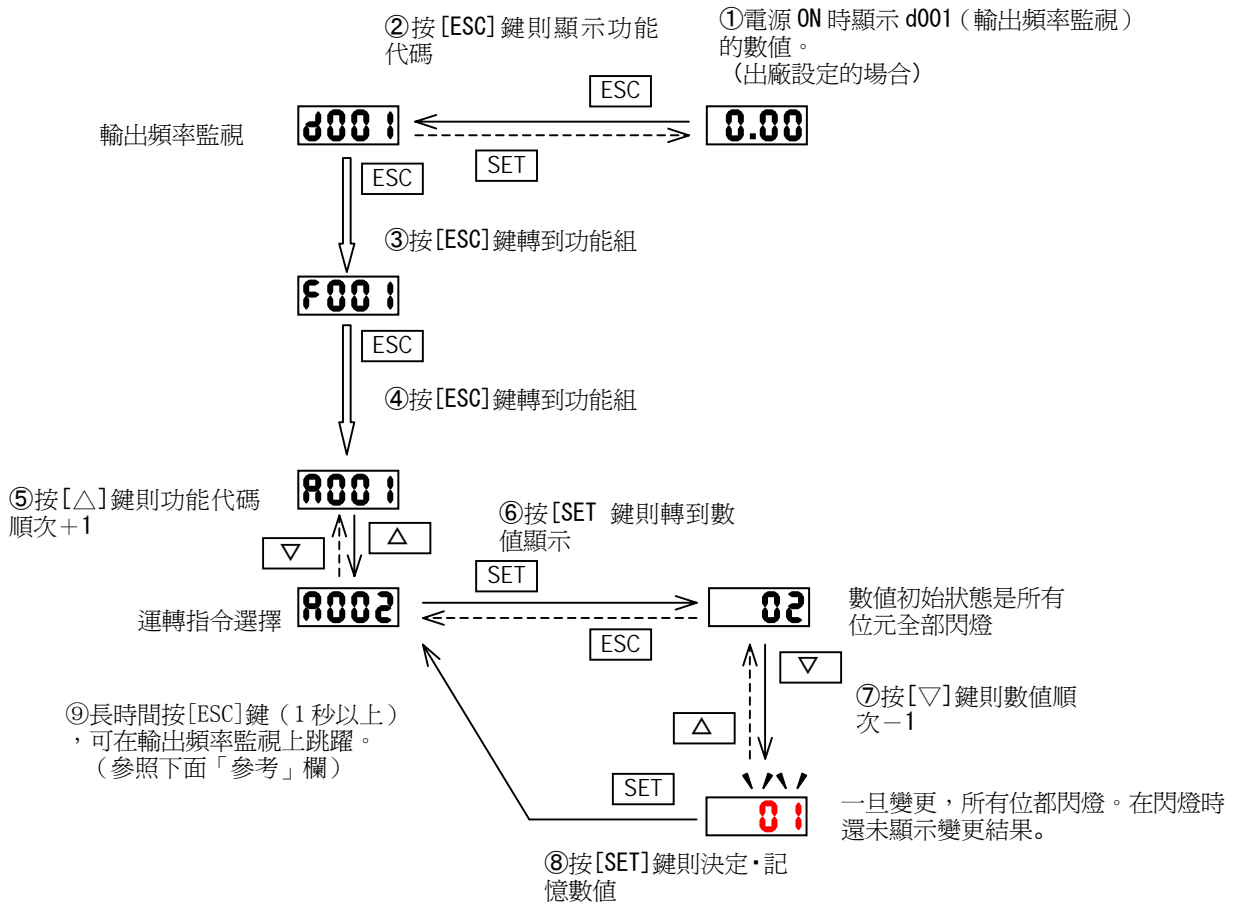 ②按[ESC]鍵則顯示功能
代碼
①電源 ON 時顯示 d001（輸出頻率監視）
的數值。
（出廠設定的場合）
ESC
輸出頻率監視
d001
0.00
SET
ESC
③按[ESC]鍵轉到功能組
F001
ESC
④按[ESC]鍵轉到功能組
A001
⑤按[△]鍵則功能代碼
順次＋1
▽
△
⑥按[SET 鍵則轉到數
值顯示
SET
運轉指令選擇
A002
02
數值初始狀態是所有
位元全部閃燈
ESC
▽
⑦按[▽]鍵則數值順
次－1
△
⑨長時間按[ESC]鍵（1 秒以上）
，可在輸出頻率監視上跳躍。
（參照下面「參考」欄）
SET
01
一旦變更，所有位都閃燈。在閃燈時
還未顯示變更結果。
⑧按[SET]鍵則決定・記
憶數值